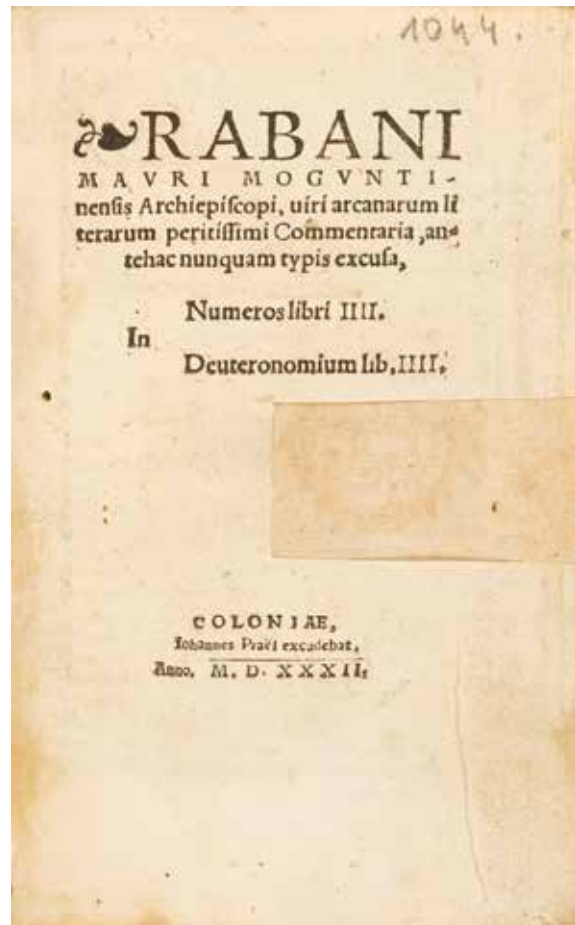 1044.
RABANI
MAVRI MOGVNTI-
nensis Archiepiscopi, uiri arcanarum li
terarum peritissimi Commentaria, an-
tehac nunquam typis excusa,
Numeros libri IIII.
In
Deuteronomium lib, IIII,
COLONIAE,
Iohannes Praël excudebat,
Anno. M. D. XXXII,